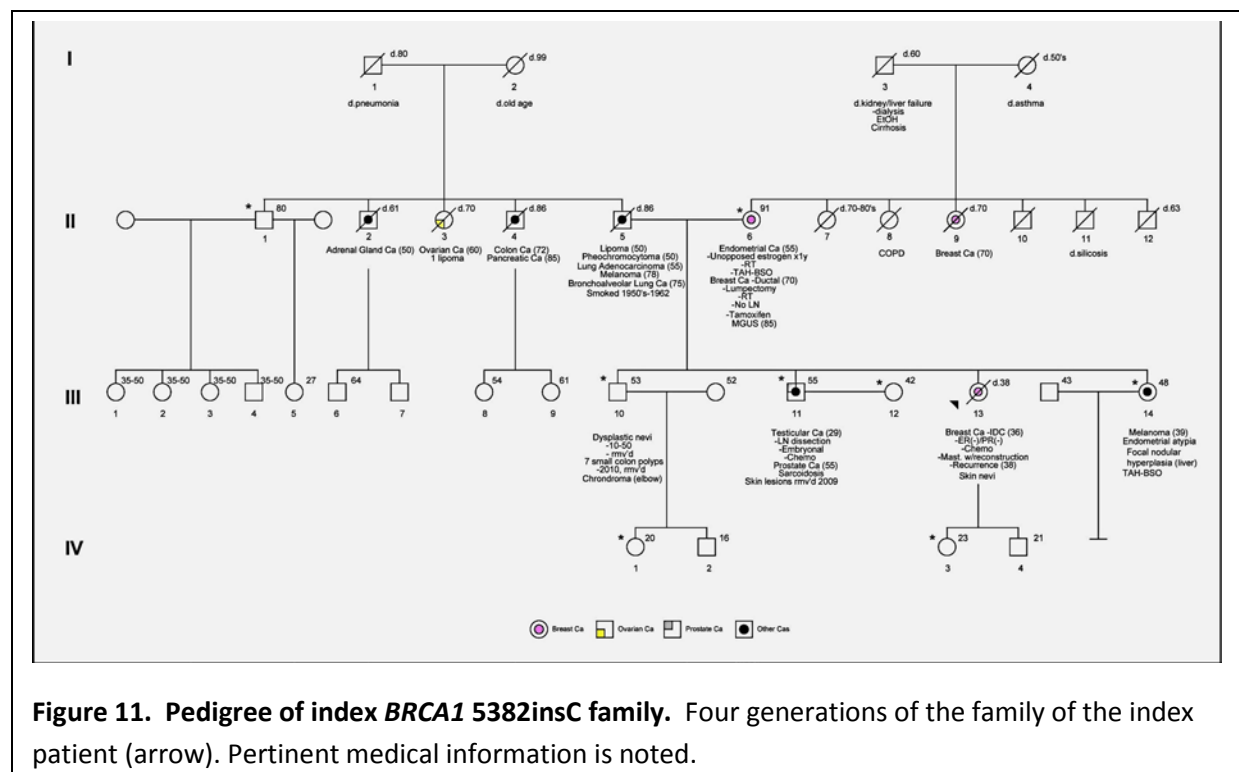 I
d.80
d.99
d.60
d.50's
1
2
3
4
d.pneumonia
d.old age
d.kidney/liver failure
-dialysis
EtOH
Cirrhosis
d.asthma
II
* 80
d.61
d.70
d.86
d.86
* 91
d.70-80's
d.70
d.63
1
2
3
4
5
6
7
8
9
10
11
12
Adrenal Gland Ca (50)
Ovarian Ca (60)
1 lipoma
Colon Ca (72)
Pancreatic Ca (85)
Lipoma (50)
Pheochromocytoma (50)
Lung Adenocarcinoma (55)
Melanoma (78)
Bronchoalveolar Lung Ca (75)
Smoked 1950's-1962
Endometrial Ca (55)
-Unopposed estrogen x1y
-RT
-TAH-BSO
Breast Ca -Ductal (70)
-Lumpectomy
-RT
-No LN
-Tamoxifen
MGUS (85)
COPD
Breast Ca (70)
d.silicosis
III
35-50
35-50
35-50
35-50
27
64
54
61
* 53
52
* 55
* 42
d.38
43
* 48
1
2
3
4
5
6
7
8
9
10
11
12
13
14
Dysplastic nevi
-10-50
- rmv'd
7 small colon polyps
-2010, rmv'd
Chrondroma (elbow)
Testicular Ca (29)
-LN dissection
-Embryonal
-Chemo
Prostate Ca (55)
Sarcoidosis
Skin lesions rmv'd 2009
Breast Ca -IDC (36)
-ER(-)/PR(-)
-Chemo
-Mast. w/reconstruction
-Recurrence (38)
Skin nevi
Melanoma (39)
Endometrial atypia
Focal nodular
hyperplasia (liver)
TAH-BSO
IV
* 20
16
* 23
21
1
2
3
4
Breast Ca
Ovarian Ca
Prostate Ca
Other Cas
Figure 11. Pedigree of index BRCA1 5382insC family. Four generations of the family of the index
patient (arrow). Pertinent medical information is noted.